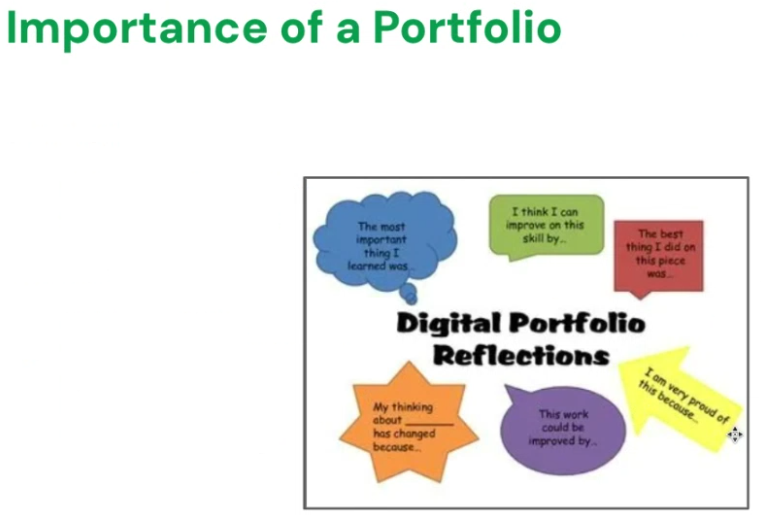 Importance of a Portfolio
The most
important
thing I
learned was..
I think I can
improve on this
skill by..
The best
thing I did on
this piece
was...
Digital Portfolio
Reflections
My thinking
about _______
has changed
because...
This work
could be
improved by..
I am very proud of
this because...